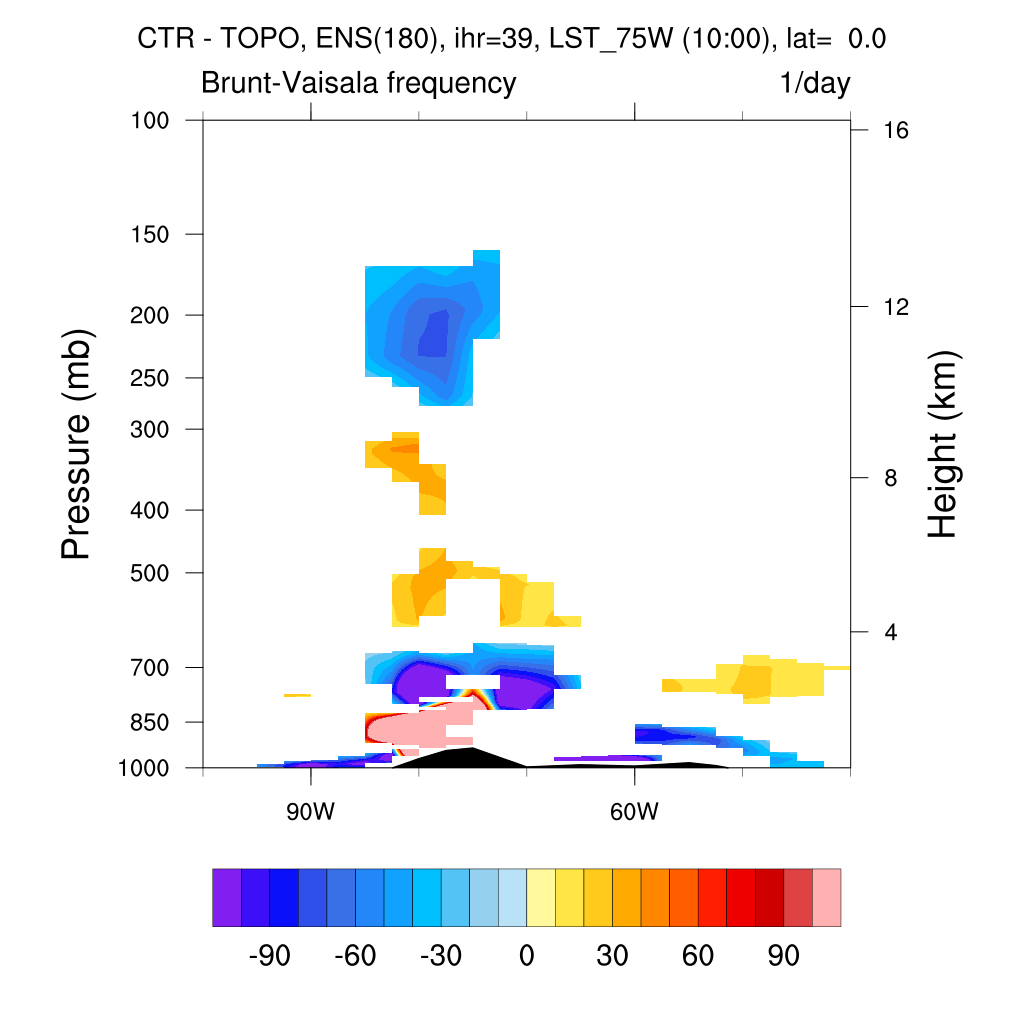 CTR - TOPO, ENS(180), ihr=39, LST_75W (10:00), lat=  0.0
Brunt-Vaisala frequency 1/day
100
150
200
250
300
400
500
700
850
1000
Pressure (mb)
16
12
8
4
Height (km)
90W 60W
-90 -60 -30 0 30 60 90